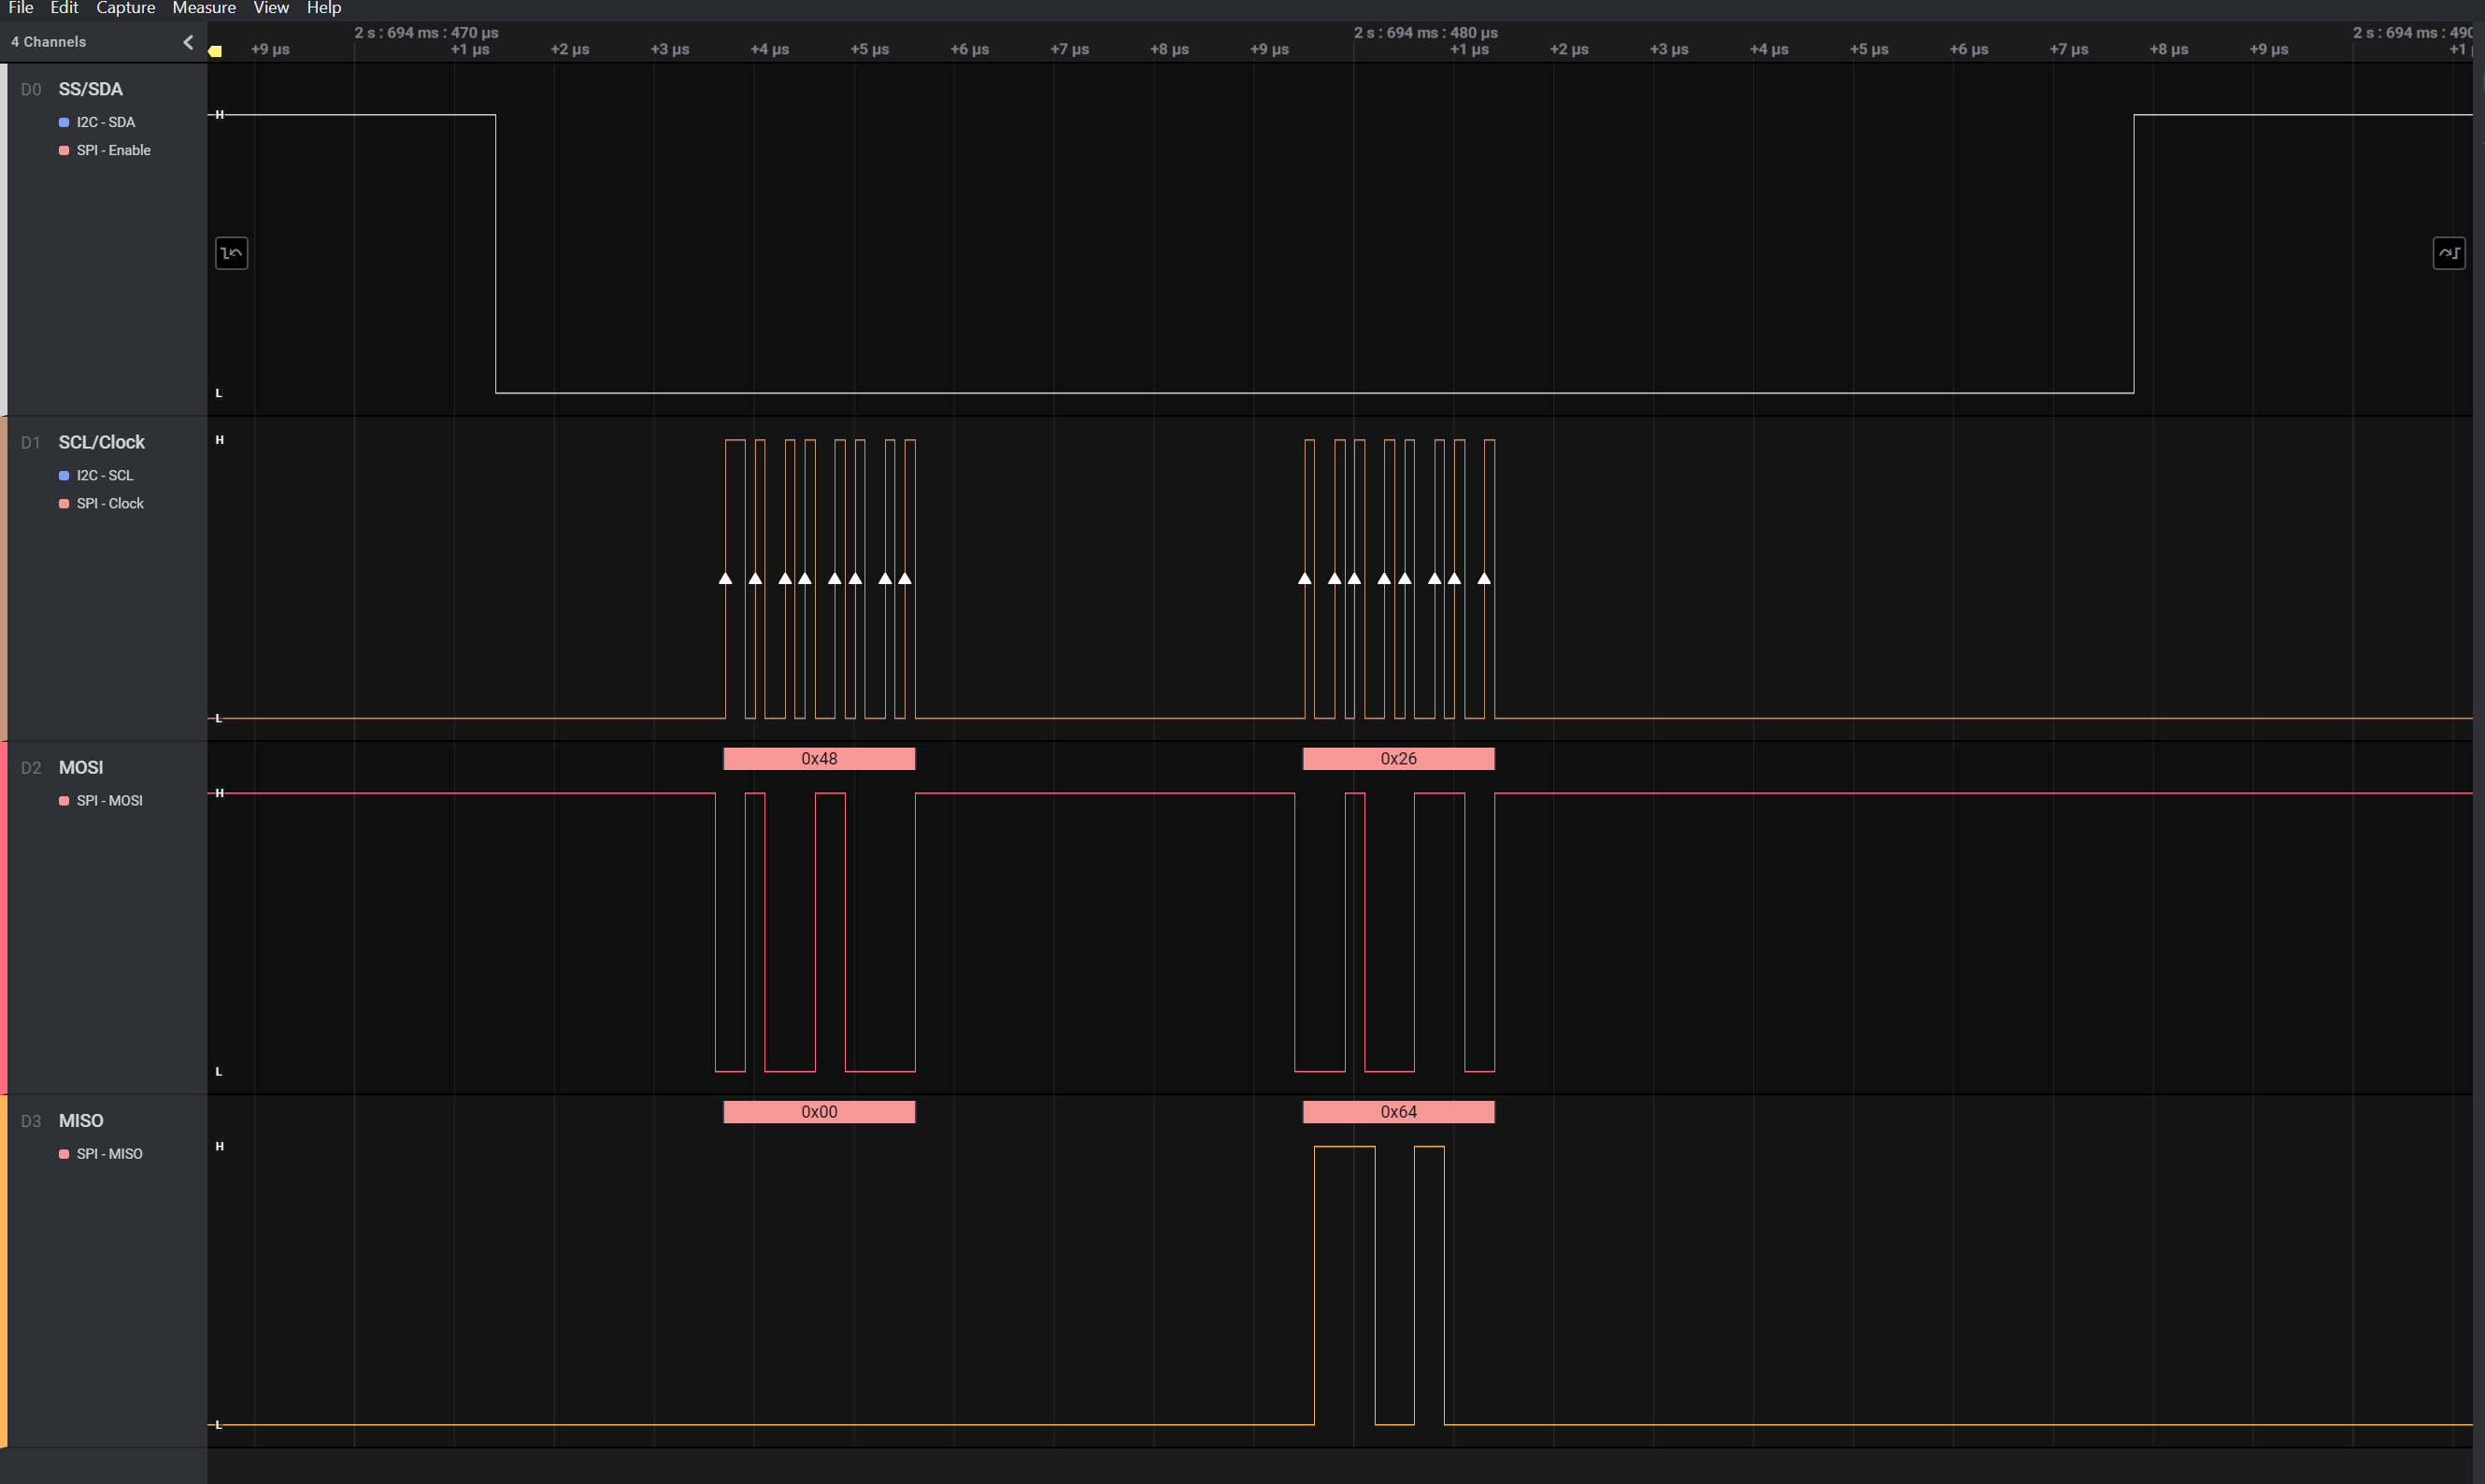 File Edit Capture Measure View Help
4 Channels
2 s : 694 ms : 470 µs 2 s : 694 ms : 480 µs 2 s : 694 ms : 490
+9 µs +1 µs +2 µs +3 µs +4 µs +5 µs +6 µs +7 µs +8 µs +9 µs +1 µs +2 µs +3 µs +4 µs +5 µs +6 µs +7 µs +8 µs +9 µs +1
D0 SS/SDA
I2C - SDA
SPI - Enable
H
L
D1 SCL/Clock
I2C - SCL
SPI - Clock
H
L
D2 MOSI
SPI - MOSI
0x48 0x26
H
L
D3 MISO
SPI - MISO
0x00 0x64
H
L